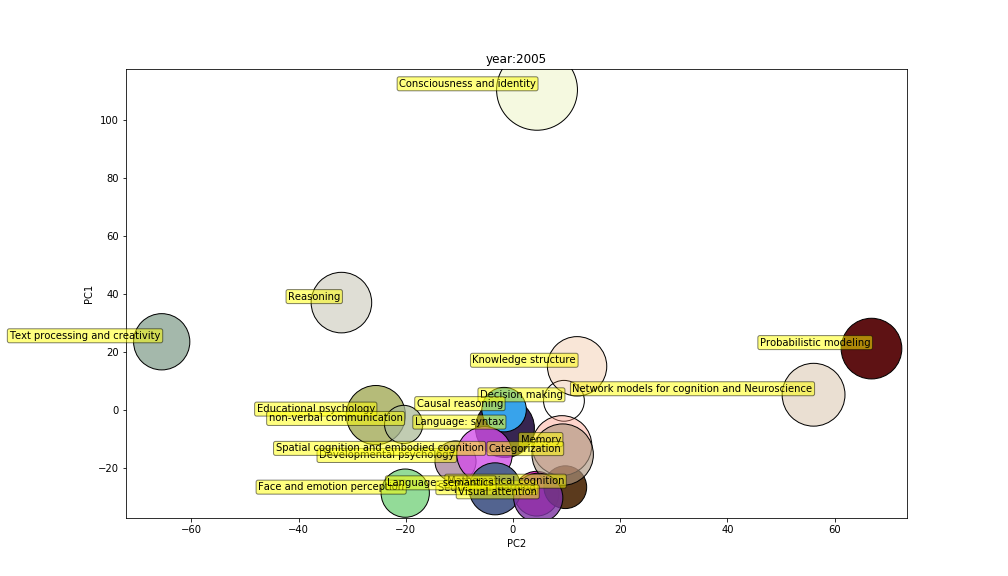 year:2005
Consciousness and identity
100
80
60
PC1
40
Reasoning
Text processing and creativity
20
Probabilistic modeling
Knowledge structure
Network models for cognition and Neuroscience
Decision making
Causal reasoning
0
Educational psychology
non-verbal communication
Language: syntax
Memory
Spatial cognition and embodied cognition
Categorization
Developmental psychology
−20
Mathematical cognition
Language: semantics
Face and emotion perception
Visual attention
−60
−40
−20
0
20
40
60
PC2